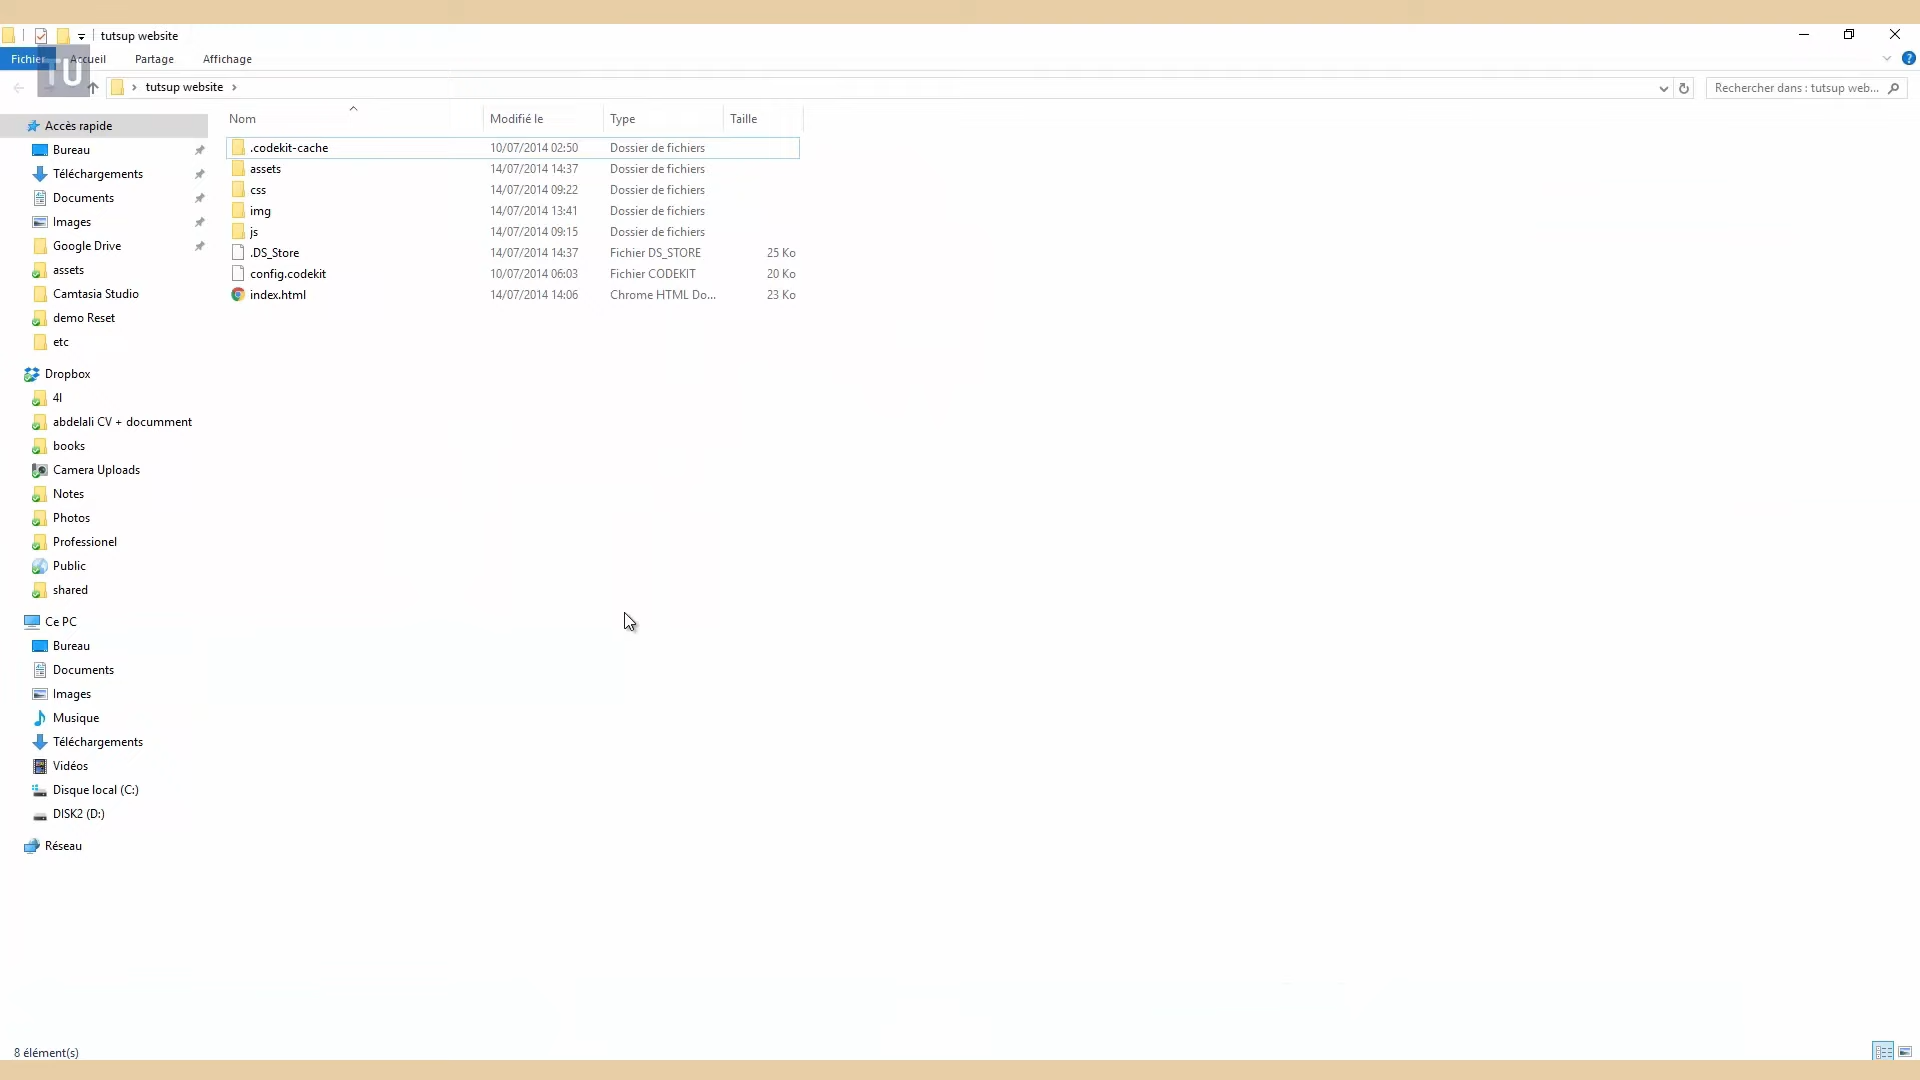 tutsup website
Fichier Accueil Partage Affichage
TU
tutsup website
Rechercher dans : tutsup web...
Nom Modifié le Type Taille
.codekit-cache 10/07/2014 02:50 Dossier de fichiers
assets 14/07/2014 14:37 Dossier de fichiers
css 14/07/2014 09:22 Dossier de fichiers
img 14/07/2014 13:41 Dossier de fichiers
js 14/07/2014 09:15 Dossier de fichiers
.DS_Store 14/07/2014 14:37 Fichier DS_STORE 25 Ko
config.codekit 10/07/2014 06:03 Fichier CODEKIT 20 Ko
index.html 14/07/2014 14:06 Chrome HTML Do... 23 Ko
Accès rapide
Bureau
Téléchargements
Documents
Images
Google Drive
assets
Camtasia Studio
demo Reset
etc
Dropbox
4I
abdelali CV + documment
books
Camera Uploads
Notes
Photos
Professionel
Public
shared
Ce PC
Bureau
Documents
Images
Musique
Téléchargements
Vidéos
Disque local (C:)
DISK2 (D:)
Réseau
8 élément(s)